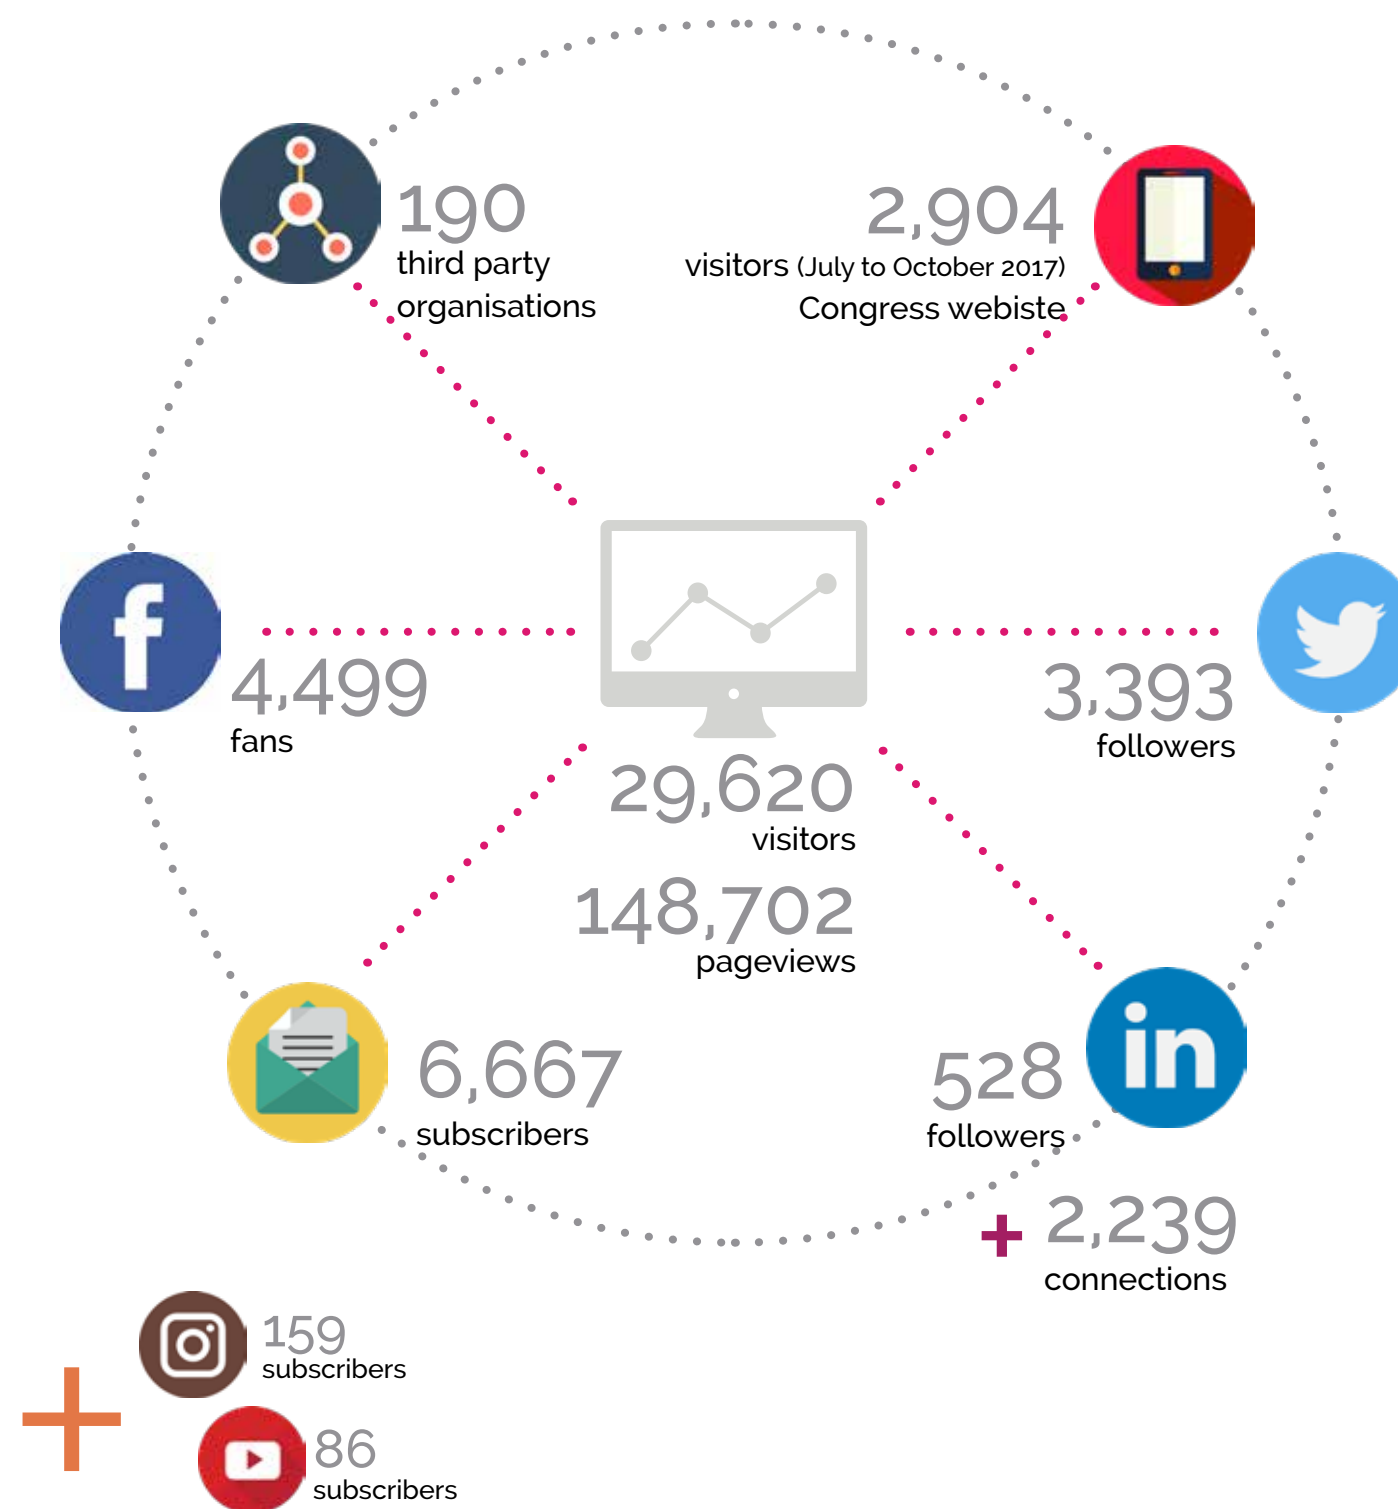 190
third party
organisations
2,904
visitors (July to October 2017)
Congress webiste
f
4,499
fans
3,393
followers
29,620
visitors
148,702
pageviews
6,667
subscribers
in
528
followers
+ 2,239
connections
+
159
subscribers
86
subscribers